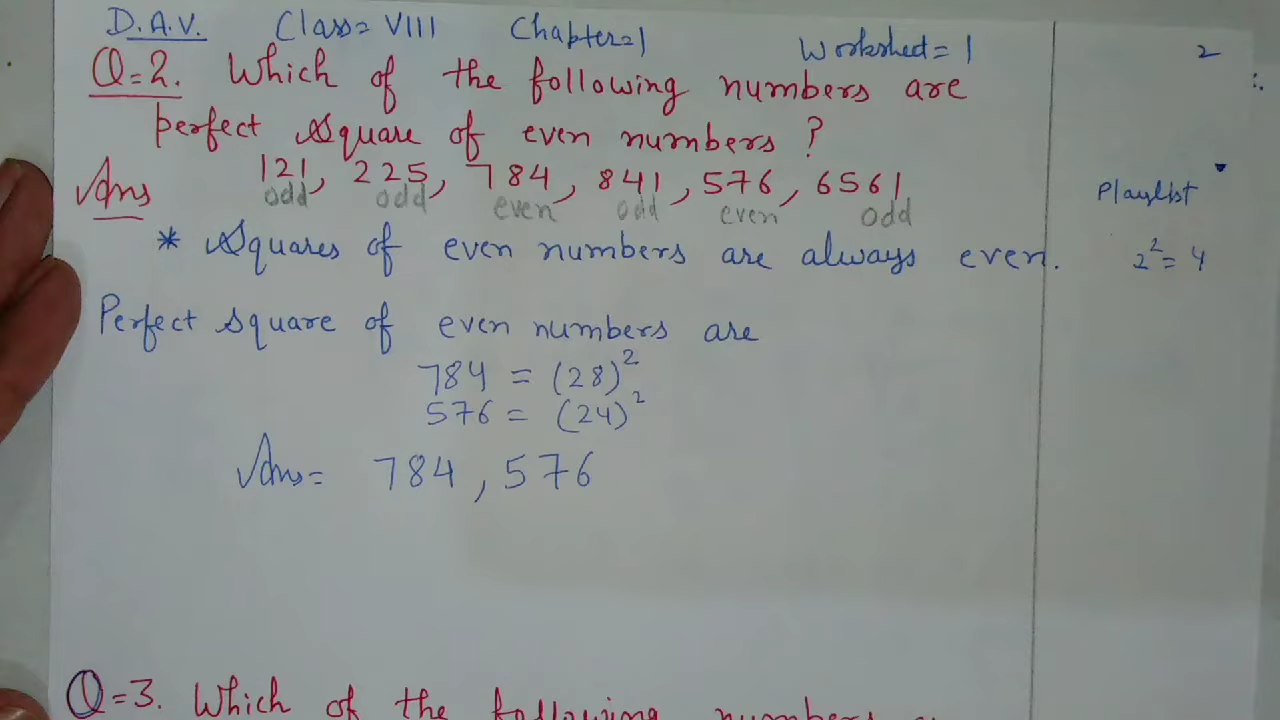 D.A.V. Class= VIII Chapter=1 Worksheet= 1 2
Q=2. Which of the following numbers are
perfect square of even numbers ?
Ans 121, 225, 784, 841, 576, 6561
odd odd even odd even odd
Playlist
* Squares of even numbers are always even. 2²= 4
Perfect square of even numbers are
784 = (28)²
576 = (24)²
Ans= 784, 576
Q=3. Which of the following numbers